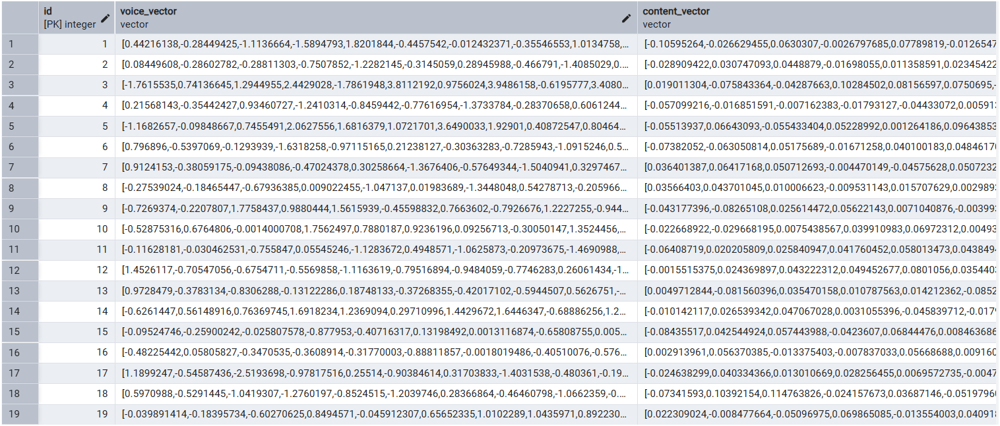 id voice_vector content_vector
[PK] integer vector vector
1 1 [0.44216138,-0.28449425,-1.1136664,-1.5894793,1.8201844,-0.4457542,-0.012432371,-0.35546553,1.0134758,… [-0.10595264,-0.026629455,0.0630307,-0.0026797685,0.07789819,-0.0126547
2 2 [0.08449608,-0.28602782,-0.28811303,-0.7507852,-1.2282145,-0.3145059,0.28945988,-0.466791,-1.4085029,0.… [-0.028909422,0.030747093,0.0448879,-0.01698055,0.011358591,0.02345422
3 3 [-1.7615535,0.74136645,1.2944955,2.4429028,-1.7861948,3.8112192,0.9756024,3.9486158,-0.6195777,3.4080… [0.019011304,-0.075843364,-0.04287663,0.10284502,0.08156597,0.0750695,-
4 4 [0.21568143,-0.35442427,0.93460727,-1.2410314,-0.8459442,-0.77616954,-1.3733784,-0.28370658,0.6061244… [-0.057099216,-0.016851591,-0.007162383,-0.01793127,-0.04433072,0.00591
5 5 [-1.1682657,-0.09848667,0.7455491,2.0627556,1.6816379,1.0721701,3.6490033,1.92901,0.40872547,0.80464… [-0.05513937,0.06643093,-0.055433404,0.05228992,0.001264186,0.09643853
6 6 [0.796896,-0.5397069,-0.1293939,-1.6318258,-0.97115165,0.21238127,-0.30363283,-0.7285943,-1.0915246,0.5… [-0.07382052,-0.063050814,0.05175689,-0.01671258,0.040100183,0.0484617
7 7 [0.9124153,-0.38059175,-0.09438086,-0.47024378,0.30258664,-1.3676406,-0.57649344,-1.5040941,0.3297467… [0.036401387,0.06417168,0.050712693,-0.004470149,-0.04575628,0.0507232
8 8 [-0.27539024,-0.18465447,-0.67936385,0.009022455,-1.047137,0.01983689,-1.3448048,0.54278713,-0.205966… [0.03566403,0.043701045,0.010006623,-0.009531143,0.015707629,0.002989
9 9 [-0.7269374,-0.2207807,1.7758437,0.9880444,1.5615939,-0.45598832,0.7663602,-0.7926676,1.2227255,-0.944… [-0.043177396,-0.08265108,0.025614472,0.05622143,0.0071040876,-0.0399
10 10 [-0.52875316,0.6764806,-0.0014000708,1.7562497,0.7880187,0.9236196,0.09256713,-0.30050147,1.3524456,… [-0.022668922,-0.029668195,0.0075438567,0.039910983,0.06972312,0.00493
11 11 [-0.11628181,-0.030462531,-0.755847,0.05545246,-1.1283672,0.4948571,-1.0625873,-0.20973675,-1.4690988,… [-0.06408719,0.020205809,0.025840947,0.041760452,0.058013473,0.043849
12 12 [1.4526117,-0.70547056,-0.6754711,-0.5569858,-1.1163619,-0.79516894,-0.9484059,-0.7746283,0.26061434,-1… [-0.0015515375,0.024369897,0.043222312,0.049452677,0.0801056,0.035440
13 13 [0.9728479,-0.3783134,-0.8306288,-0.13122286,0.18748133,-0.37268355,-0.42017102,-0.5944507,0.5626751,-… [0.0049712844,-0.081560396,0.035470158,0.010787563,0.014212362,-0.0852
14 14 [-0.6261447,0.56148916,0.76369745,1.6918234,1.2369094,0.29710996,1.4429672,1.6446347,-0.68886256,1.2… [-0.010142117,0.026539342,0.047067028,0.0031055396,-0.045839712,-0.0179
15 15 [-0.09524746,-0.25900242,-0.025807578,-0.877953,-0.40716317,0.13198492,0.0013116874,-0.65808755,0.005… [-0.08435517,0.042544924,0.057443988,-0.0423607,0.06844476,0.008463686
16 16 [-0.48225442,0.05805827,-0.3470535,-0.3608914,-0.31770003,-0.88811857,-0.0018019486,-0.40510076,-0.576… [0.002913961,0.056370385,-0.013375403,-0.007837033,0.05668688,0.009160
17 17 [1.1899247,-0.54587436,-2.5193698,-0.97817516,0.25514,-0.90384614,0.31703833,-1.4031538,-0.480361,-0.19… [-0.024638299,0.040334366,0.013010669,0.028256455,0.0069572735,-0.0047
18 18 [0.5970988,-0.5291445,-1.0419307,-1.2760197,-0.8524515,-1.2039746,0.28366864,-0.46460798,-1.0662359,-0.… [-0.07341593,0.10392154,0.114763826,-0.024157673,0.03687146,-0.0519796
19 19 [-0.039891414,-0.18395734,-0.60270625,0.8494571,-0.045912307,0.65652335,1.0102289,1.0435971,0.892230… [0.022309024,-0.008477664,-0.05096975,0.069865085,-0.013554003,0.04091